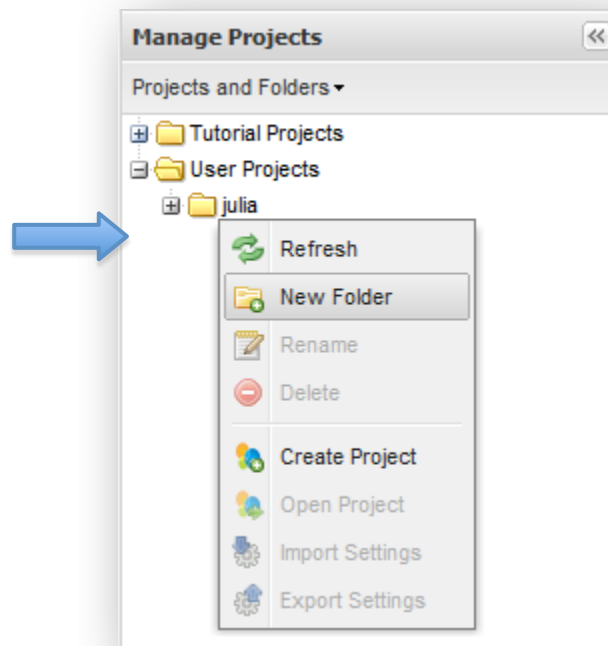 Manage Projects
Projects and Folders
Tutorial Projects
User Projects
julia
Refresh
New Folder
Rename
Delete
Create Project
Open Project
Import Settings
Export Settings